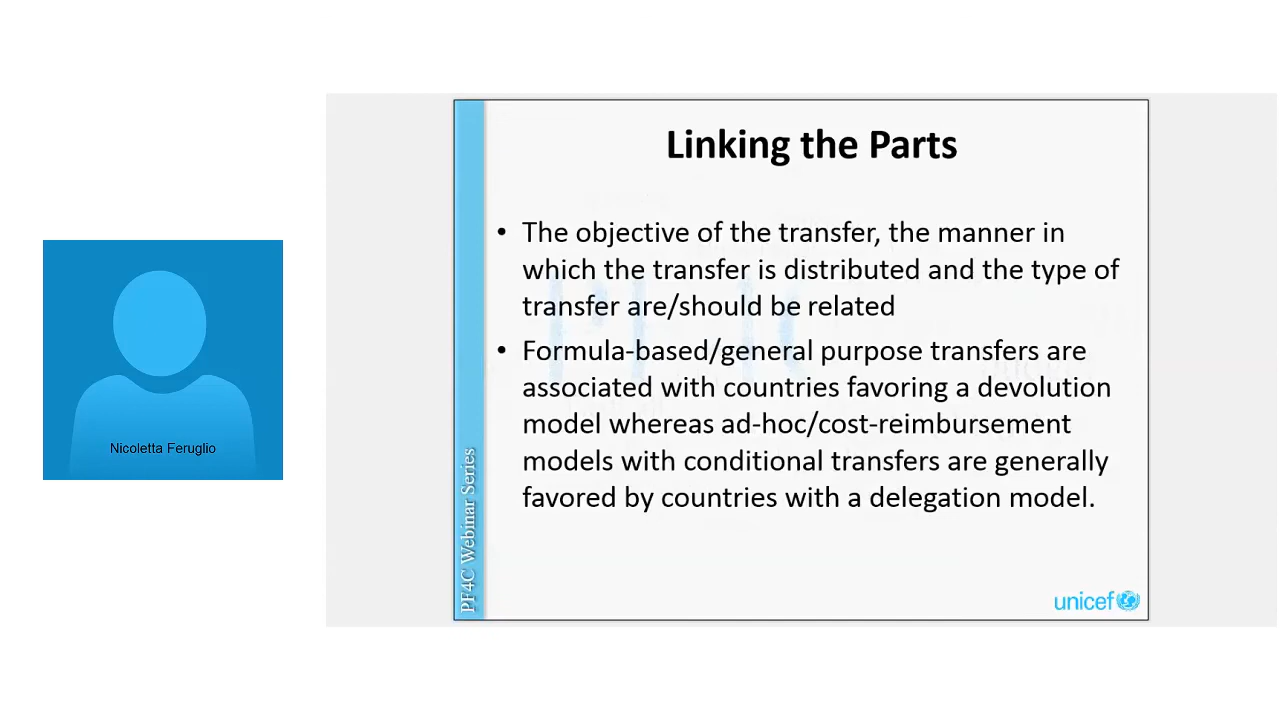 Linking the Parts
• The objective of the transfer, the manner in
which the transfer is distributed and the type of
transfer are/should be related
• Formula-based/general purpose transfers are
associated with countries favoring a devolution
model whereas ad-hoc/cost-reimbursement
models with conditional transfers are generally
favored by countries with a delegation model.
Nicoletta Feruglio
PF4C Webinar Series
unicef